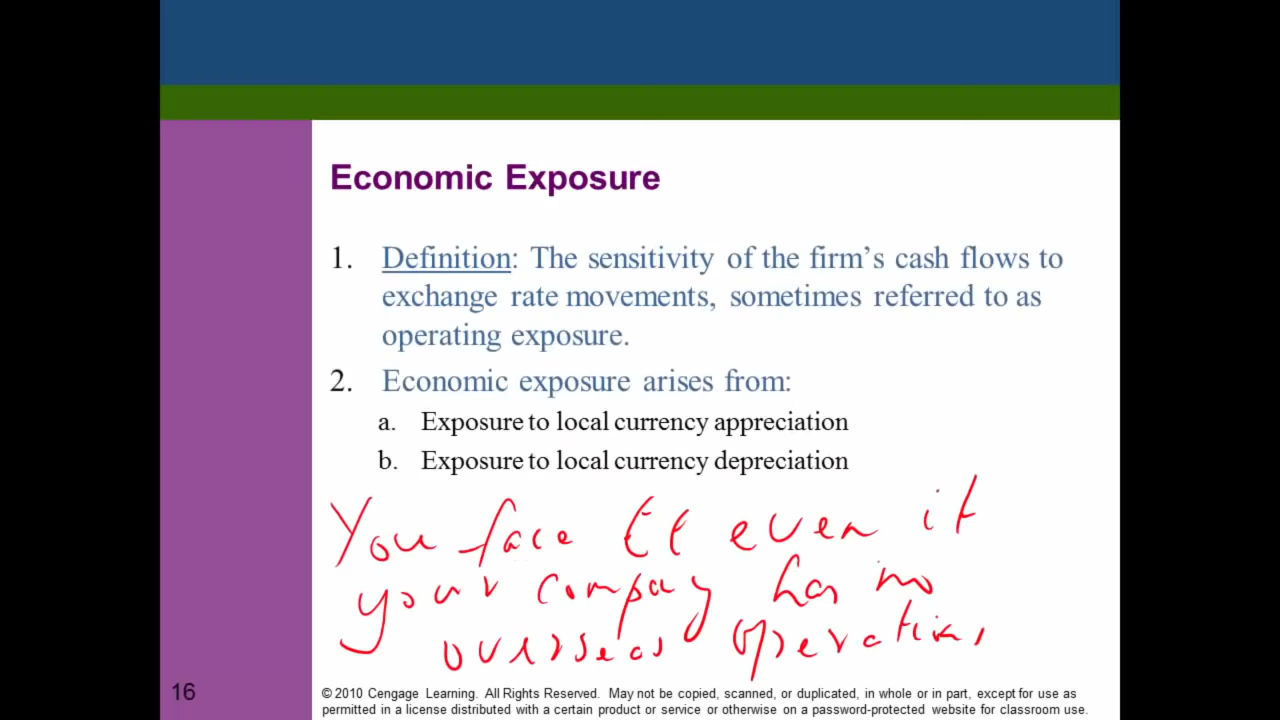 Economic Exposure
1. Definition: The sensitivity of the firm's cash flows to
exchange rate movements, sometimes referred to as
operating exposure.
2. Economic exposure arises from:
a. Exposure to local currency appreciation
b. Exposure to local currency depreciation
You face EE even if
your company has no
overseas operations
16
© 2010 Cengage Learning. All Rights Reserved. May not be copied, scanned, or duplicated, in whole or in part, except for use as
permitted in a license distributed with a certain product or service or otherwise on a password-protected website for classroom use.